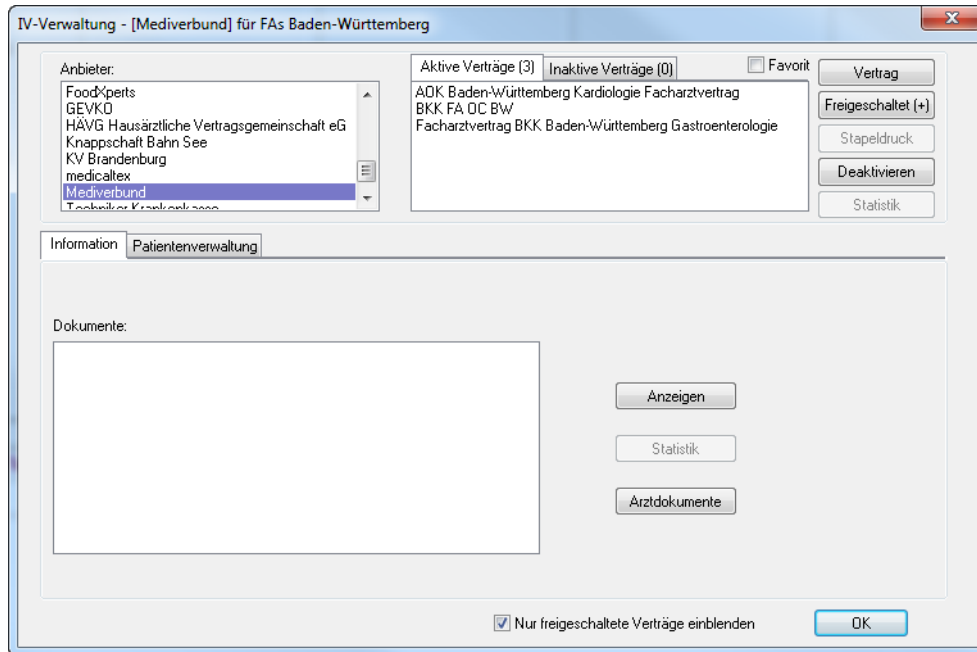 IV-Verwaltung - [Mediverbund] für FAs Baden-Württemberg
Anbieter:
FoodXperts
GEVKO
HÄVG Hausärztliche Vertragsgemeinschaft eG
Knappschaft Bahn See
KV Brandenburg
medicaltex
Mediverbund
Techniker Krankenkasse
Aktive Verträge (3)
Inaktive Verträge (0)
Favorit
AOK Baden-Württemberg Kardiologie Facharztvertrag
BKK FA OC BW
Facharztvertrag BKK Baden-Württemberg Gastroenterologie
Vertrag
Freigeschaltet (+)
Stapeldruck
Deaktivieren
Statistik
Information
Patientenverwaltung
Dokumente:
Anzeigen
Statistik
Arztdokumente
Nur freigeschaltete Verträge einblenden
OK